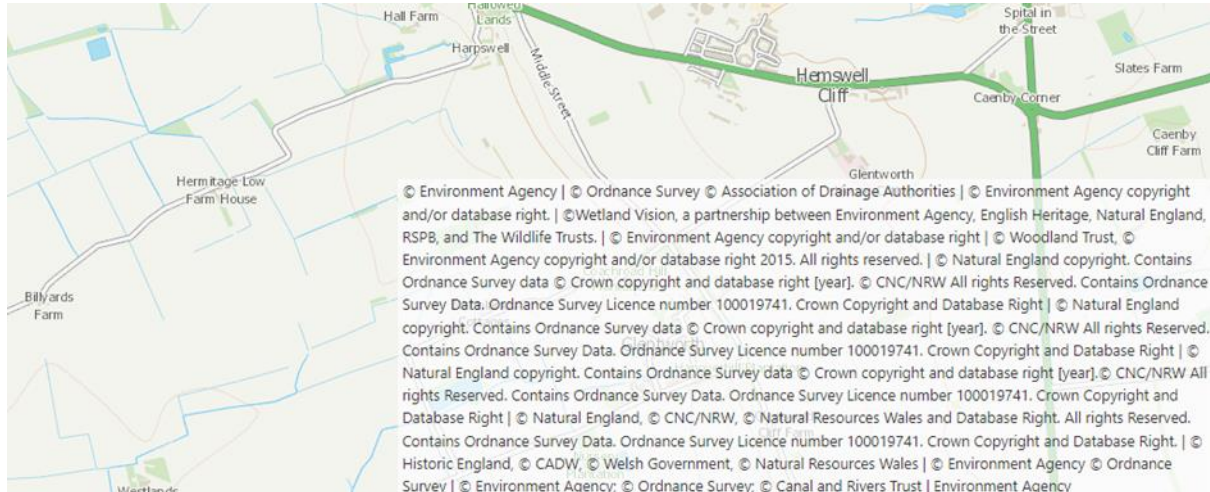 Hall Farm
Hallowed
Lands
Harpswell
Middle Street
Hemswell
Cliff
Spital in
the Street
Slates Farm
Caenby Corner
Caenby
Cliff Farm
Hermitage Low
Farm House
Glentworth
Billyards
Farm
Westlands
© Environment Agency | © Ordnance Survey © Association of Drainage Authorities | © Environment Agency copyright
and/or database right. | ©Wetland Vision, a partnership between Environment Agency, English Heritage, Natural England,
RSPB, and The Wildlife Trusts. | © Environment Agency copyright and/or database right | © Woodland Trust, ©
Environment Agency copyright and/or database right 2015. All rights reserved. | © Natural England copyright. Contains
Ordnance Survey data © Crown copyright and database right [year]. © CNC/NRW All rights Reserved. Contains Ordnance
Survey Data. Ordnance Survey Licence number 100019741. Crown Copyright and Database Right | © Natural England
copyright. Contains Ordnance Survey data © Crown copyright and database right [year]. © CNC/NRW All rights Reserved.
Contains Ordnance Survey Data. Ordnance Survey Licence number 100019741. Crown Copyright and Database Right | ©
Natural England copyright. Contains Ordnance Survey data © Crown copyright and database right [year].© CNC/NRW All
rights Reserved. Contains Ordnance Survey Data. Ordnance Survey Licence number 100019741. Crown Copyright and
Database Right | © Natural England, © CNC/NRW, © Natural Resources Wales and Database Right. All rights Reserved.
Contains Ordnance Survey Data. Ordnance Survey Licence number 100019741. Crown Copyright and Database Right. | ©
Historic England, © CADW, © Welsh Government, © Natural Resources Wales | © Environment Agency © Ordnance
Survey | © Environment Agency; © Ordnance Survey; © Canal and Rivers Trust | Environment Agency
Coachroad Hill
Cottages
Glentworth
Cliff Farm
Plantation